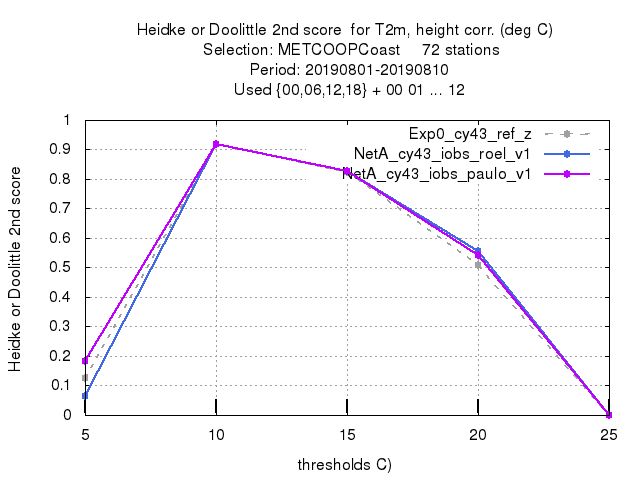 Heidke or Doolittle 2nd score for T2m, height corr. (deg C)
Selection: METCOOPCoast 72 stations
Period: 20190801-20190810
Used {00,06,12,18} + 00 01 ... 12
Exp0_cy43_ref_z
NetA_cy43_iobs_roel_v1
NetA_cy43_iobs_paulo_v1
Heidke or Doolittle 2nd score
1
0.9
0.8
0.7
0.6
0.5
0.4
0.3
0.2
0.1
0
5 10 15 20 25
thresholds C)